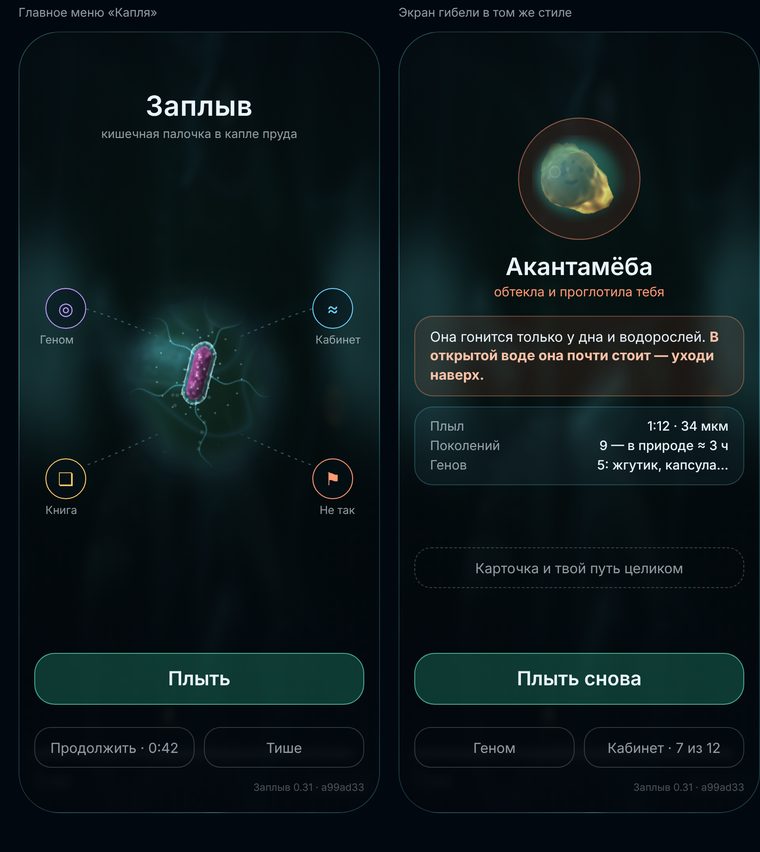 Главное меню «Капля»
Заплыв
кишечная палочка в капле пруда
Геном
≈
Кабинет
Книга
Не так
Плыть
Продолжить · 0:42
Тише
Заплыв 0.31 · a99ad33
Экран гибели в том же стиле
Акантамёба
обтекла и проглотила тебя
Она гонится только у дна и водорослей. В
открытой воде она почти стоит — уходи
наверх.
Плыл 1:12 · 34 мкм
Поколений 9 — в природе ≈ 3 ч
Генов 5: жгутик, капсула…
Карточка и твой путь целиком
Плыть снова
Геном
Кабинет · 7 из 12
Заплыв 0.31 · a99ad33